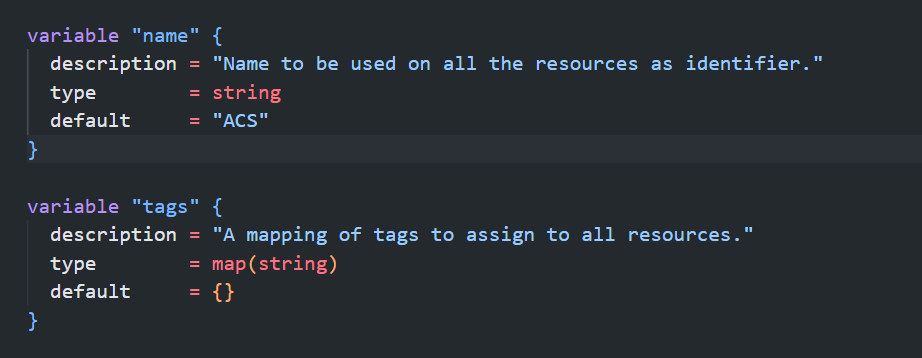 variable "name" {
  description = "Name to be used on all the resources as identifier."
  type        = string
  default     = "ACS"
}

variable "tags" {
  description = "A mapping of tags to assign to all resources."
  type        = map(string)
  default     = {}
}